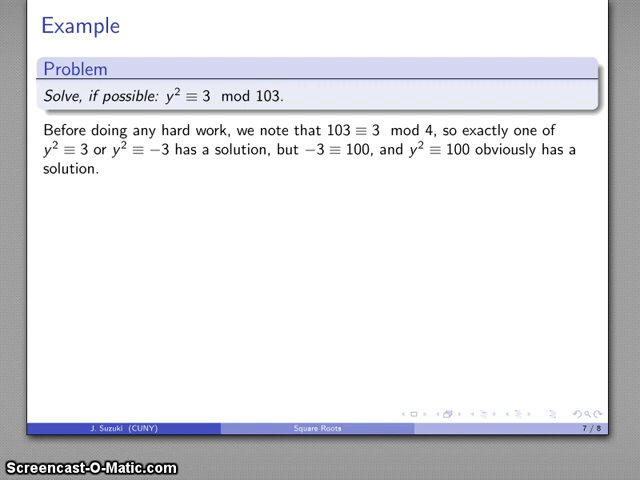 Example
Problem
Solve, if possible: y² ≡ 3 mod 103.
Before doing any hard work, we note that 103 ≡ 3 mod 4, so exactly one of
y² ≡ 3 or y² ≡ −3 has a solution, but −3 ≡ 100, and y² ≡ 100 obviously has a
solution.
J. Suzuki (CUNY) Square Roots 7 / 8
Screencast-O-Matic.com